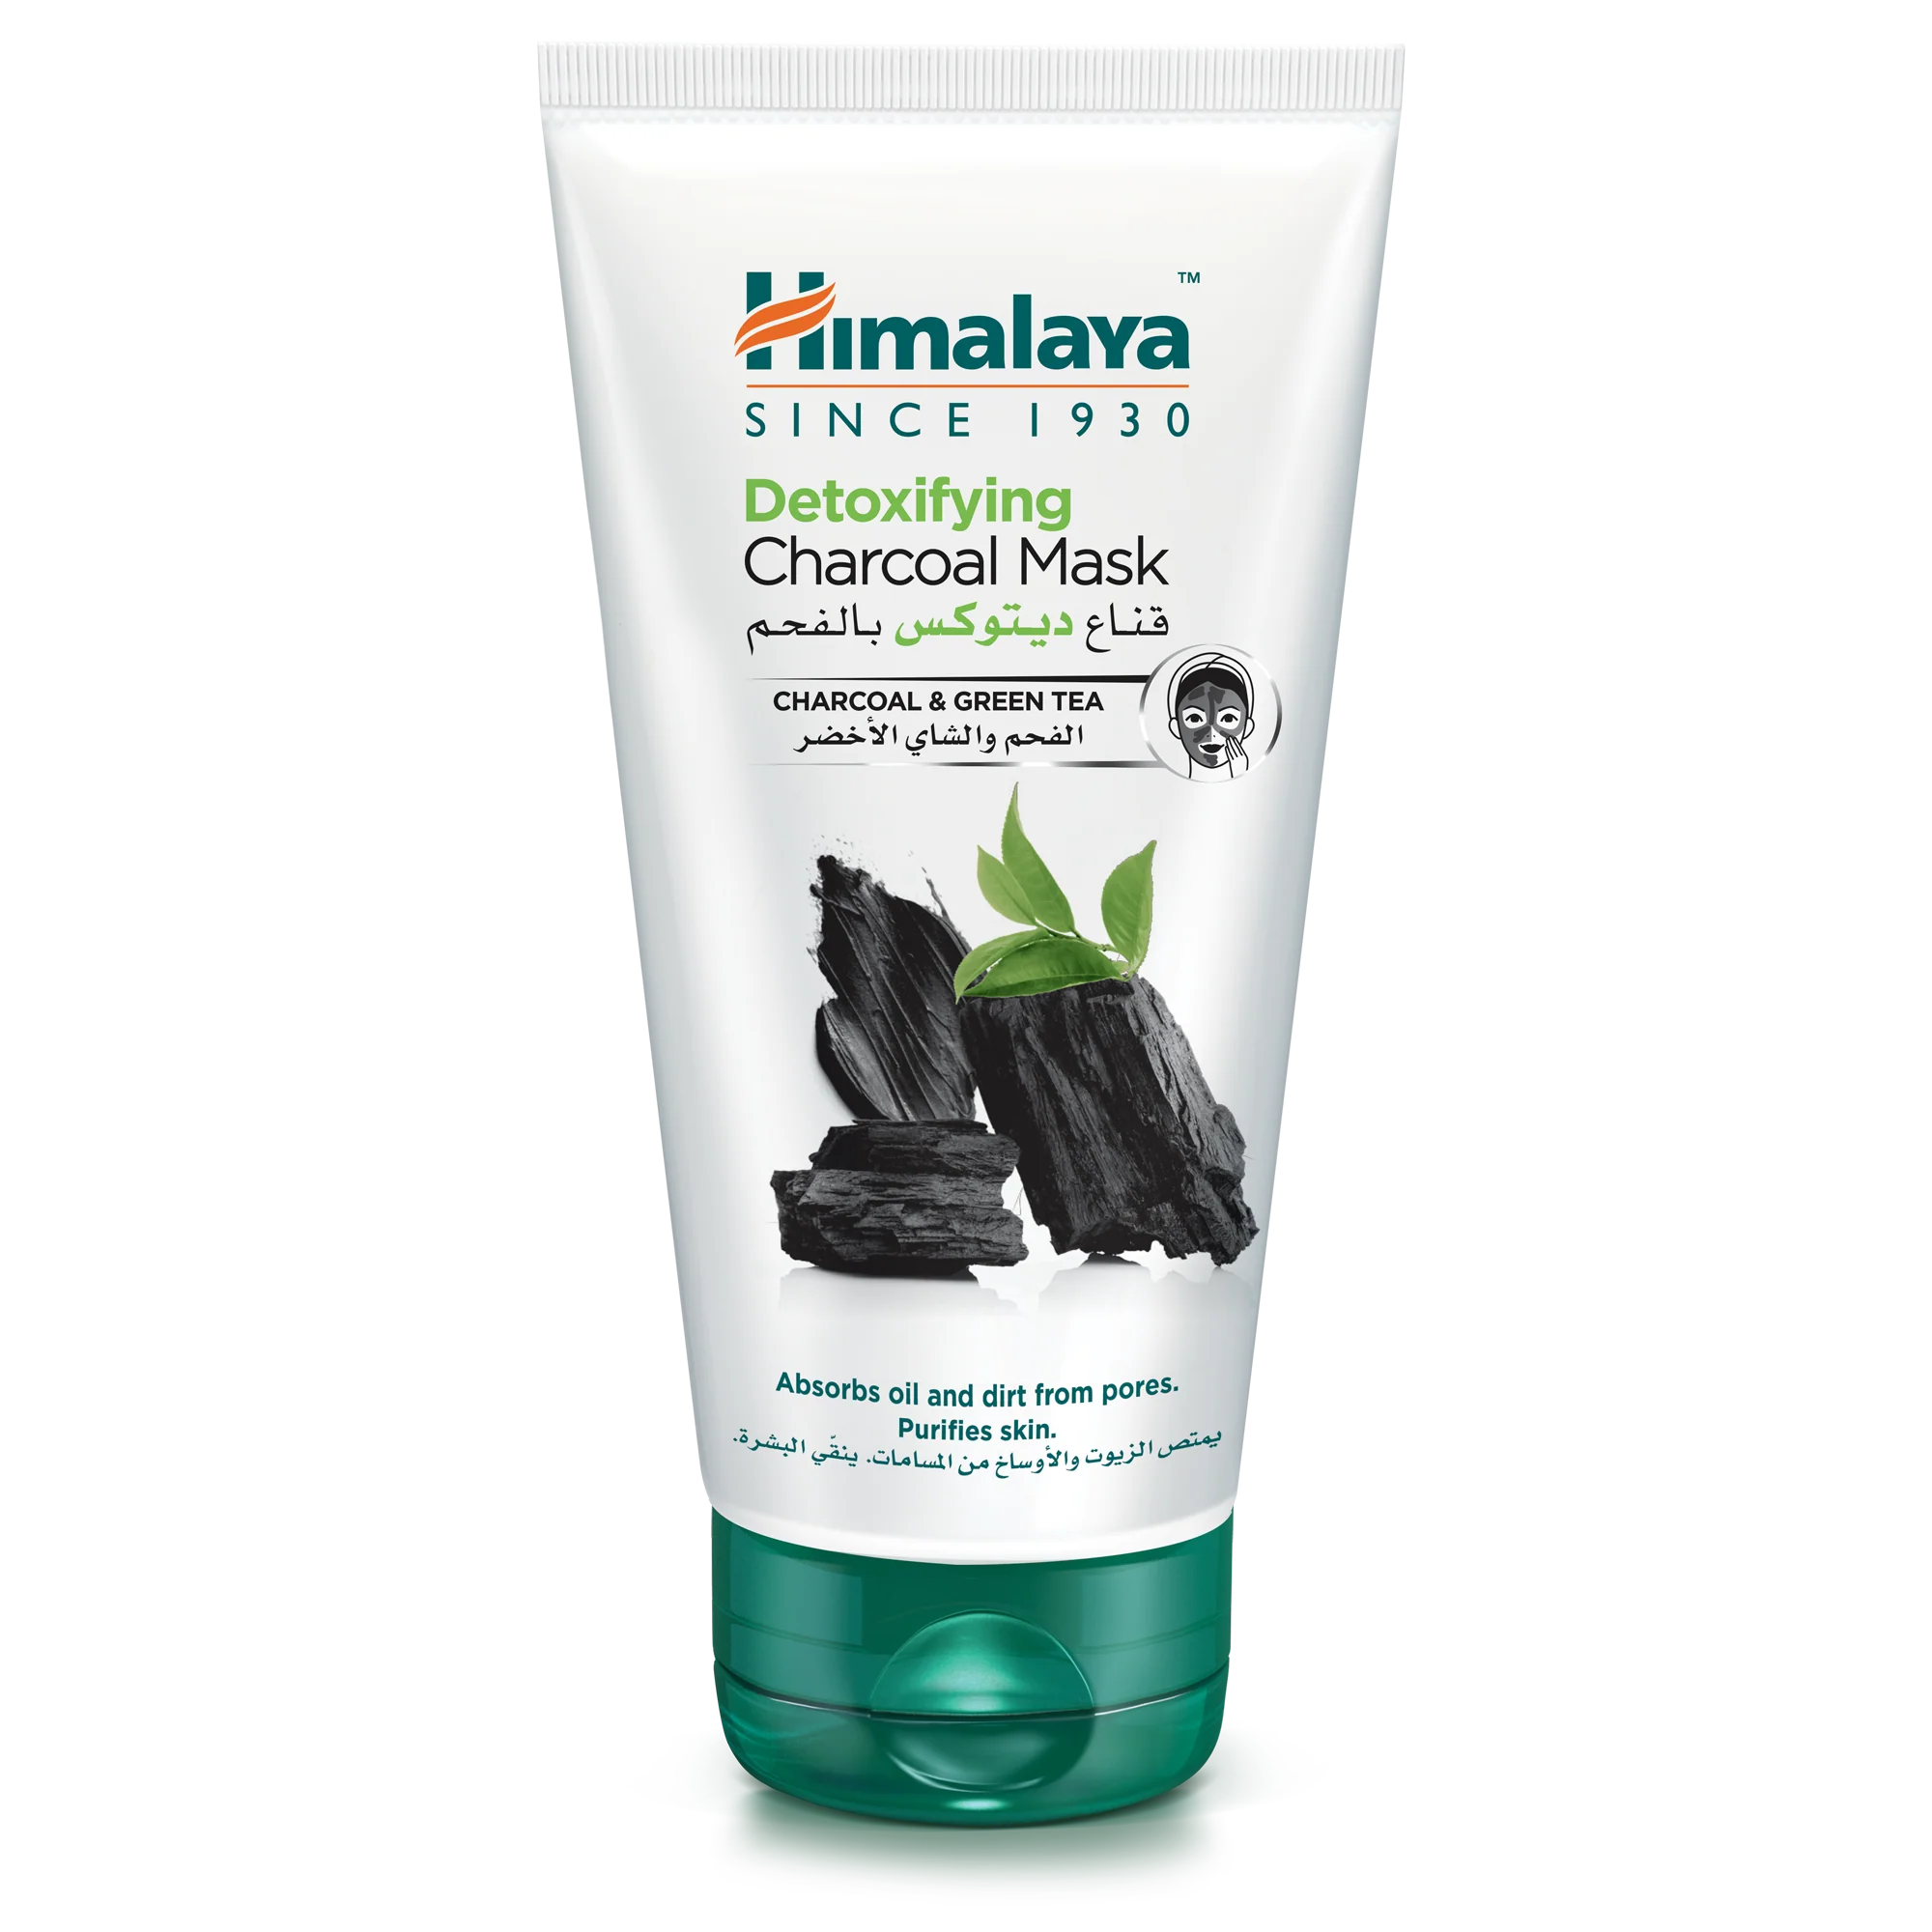 Himalaya™
SINCE 1930
Detoxifying
Charcoal Mask
قناع ديتوكس بالفحم
CHARCOAL & GREEN TEA
الفحم والشاي الأخضر
Absorbs oil and dirt from pores.
Purifies skin.
يمتص الزيوت والأوساخ من المسامات. ينقّي البشرة.